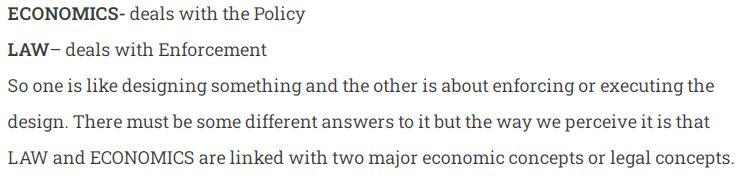 ECONOMICS- deals with the Policy
LAW– deals with Enforcement
So one is like designing something and the other is about enforcing or executing the
design. There must be some different answers to it but the way we perceive it is that
LAW and ECONOMICS are linked with two major economic concepts or legal concepts.